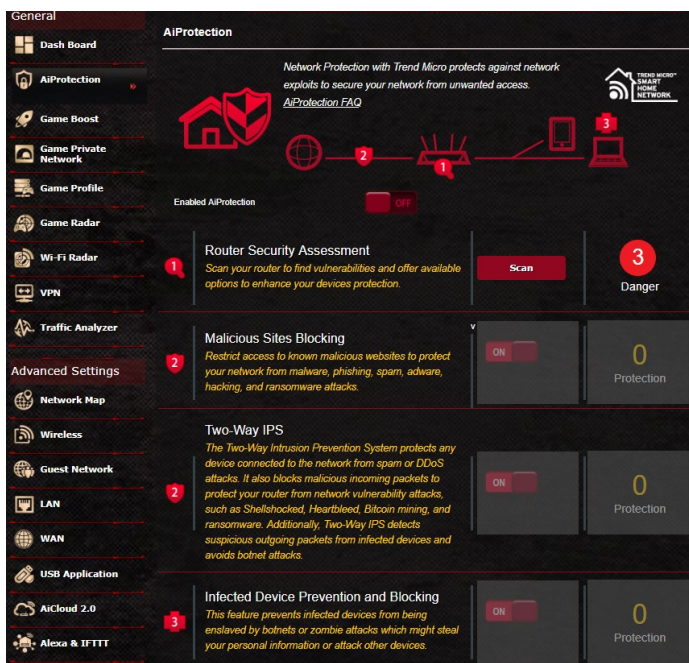 General
Dash Board
AiProtection
»
Game Boost
Game Private
Network
Game Profile
Game Radar
Wi-Fi Radar
VPN
Traffic Analyzer
Advanced Settings
Network Map
Wireless
Guest Network
LAN
WAN
USB Application
AiCloud 2.0
Alexa & IFTTT
AiProtection
Network Protection with Trend Micro protects against network
exploits to secure your network from unwanted access.
AiProtection FAQ
TREND MICRO™
SMART
HOME
NETWORK
2
1
3
Enabled AiProtection
OFF
1
Router Security Assessment
Scan your router to find vulnerabilities and offer available
options to enhance your devices protection.
Scan
3
Danger
2
Malicious Sites Blocking
Restrict access to known malicious websites to protect
your network from malware, phishing, spam, adware,
hacking, and ransomware attacks.
v
ON
0
Protection
2
Two-Way IPS
The Two-Way Intrusion Prevention System protects any
device connected to the network from spam or DDoS
attacks. It also blocks malicious incoming packets to
protect your router from network vulnerability attacks,
such as Shellshocked, Heartbleed, Bitcoin mining, and
ransomware. Additionally, Two-Way IPS detects
suspicious outgoing packets from infected devices and
avoids botnet attacks.
ON
0
Protection
3
Infected Device Prevention and Blocking
This feature prevents infected devices from being
enslaved by botnets or zombie attacks which might steal
your personal information or attack other devices.
ON
0
Protection